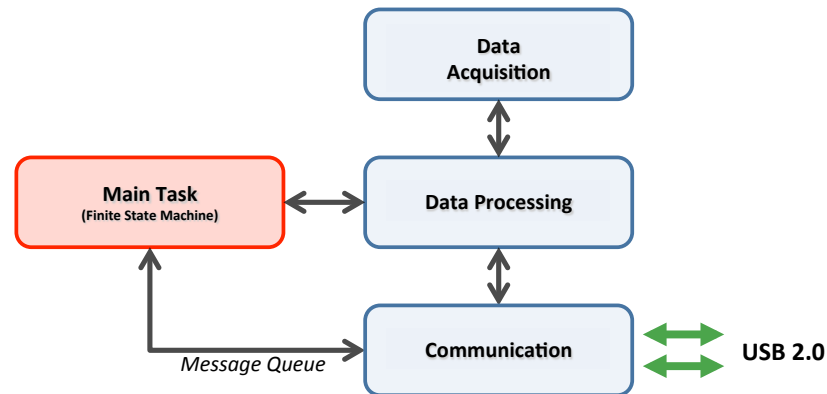 Data
Acquisition
Main Task
(Finite State Machine)
Data Processing
Communication
USB 2.0
Message Queue